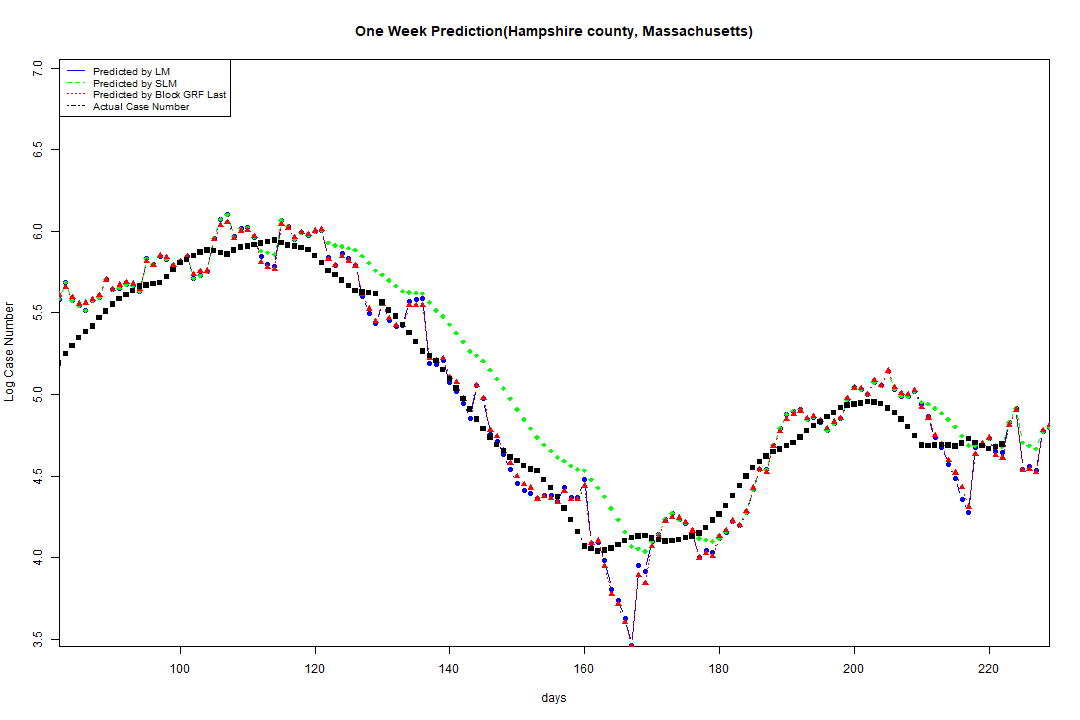 One Week Prediction(Hampshire county, Massachusetts)
Predicted by LM
Predicted by SLM
Predicted by Block GRF Last
Actual Case Number
7.0
6.5
6.0
5.5
5.0
4.5
4.0
3.5
Log Case Number
100 120 140 160 180 200 220
days